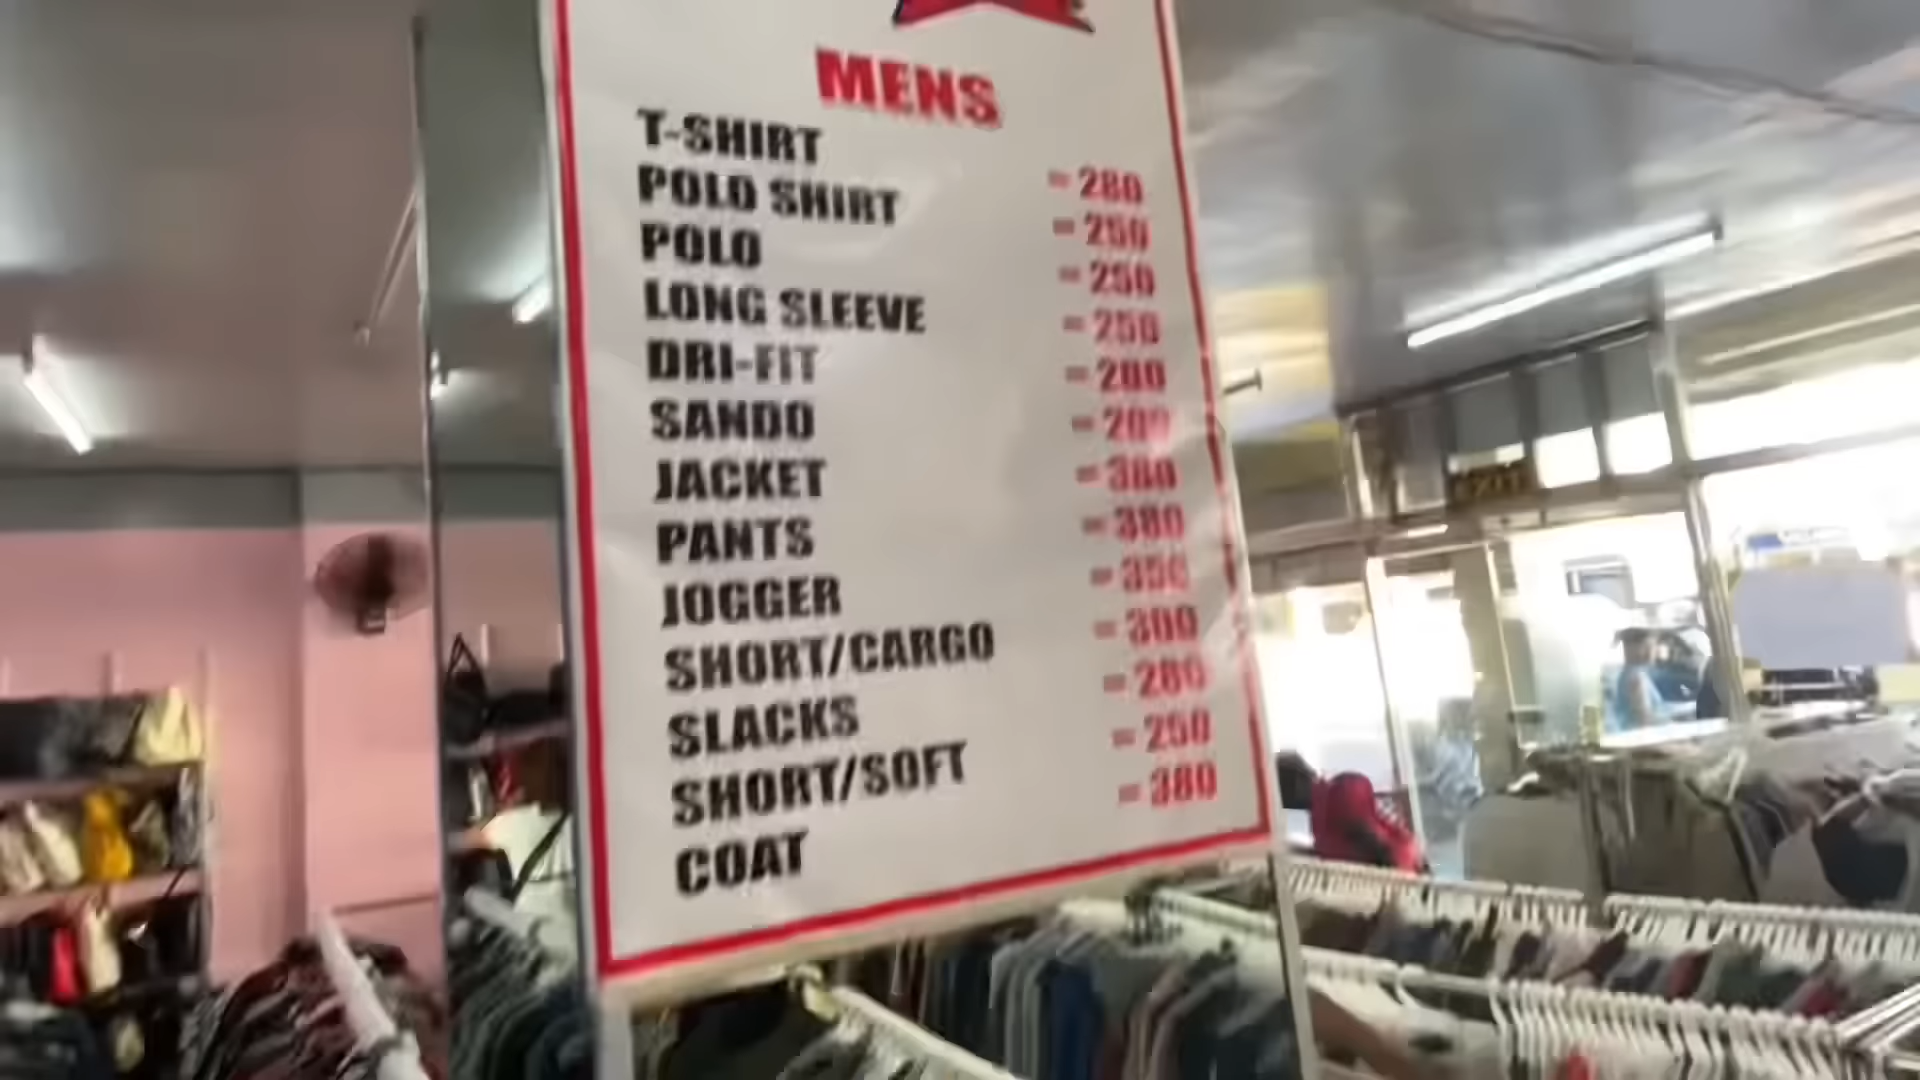 MENS
T-SHIRT = 280
POLO SHIRT = 250
POLO = 250
LONG SLEEVE = 250
DRI-FIT =
SANDO =
JACKET = 380
PANTS = 380
JOGGER = 350
SHORT/CARGO = 300
SLACKS = 280
SHORT/SOFT = 250
COAT = 380